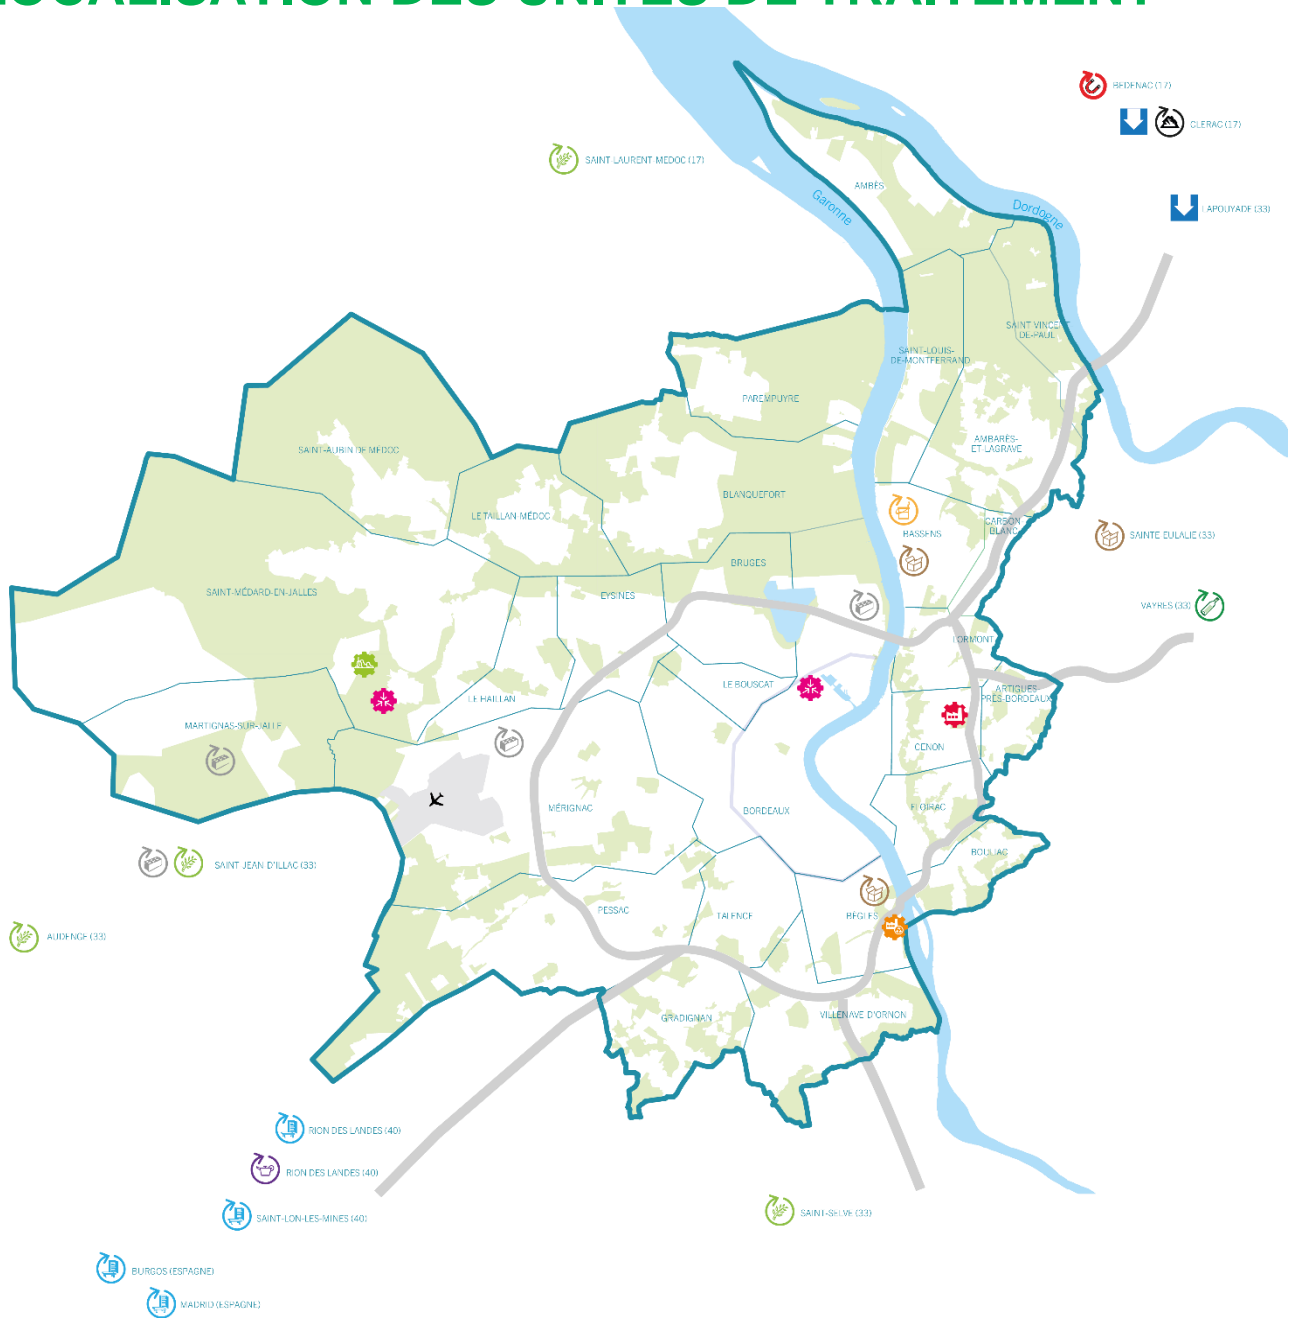 ISUALISATION DES UNITÉS DE TRAITEMENT
BEDENAC (17)
CLERAC (17)
SAINT LAURENT MEDOC (17)
AMBÈS
Garonne
Dordogne
LAPOUYADE (33)
SAINT VINCENT
DE-PAUL
SAINT-LOUIS-
DE-MONTFERRAND
PAREMPUYRE
AMBARÈS-
ET LAGRAVE
SAINT-AUBIN DE MÉDOC
BLANQUEFORT
LE TAILLAN-MÉDOC
CARBON
BLANC
BASSENS
SAINTE EULALIE (33)
BRUGES
SAINT-MÉDARD-EN-JALLES
EYSINES
VAYRES (33)
LORMONT
LE BOUSCAT
ARTIGUES-
PRÈS-BORDEAUX
LE HAILLAN
MARTIGNAS-SUR-JALLE
CENON
MÉRIGNAC
BORDEAUX
FLOIRAC
BOULIAC
SAINT JEAN D'ILLAC (33)
PESSAC
TALENCE
BÈGLES
AUDENGE (33)
GRADIGNAN
VILLENAVE D'ORNON
RION DES LANDES (40)
RION DES LANDES (40)
SAINT-LON-LES-MINES (40)
SAINT-SELVE (33)
BURGOS (ESPAGNE)
MADRID (ESPAGNE)